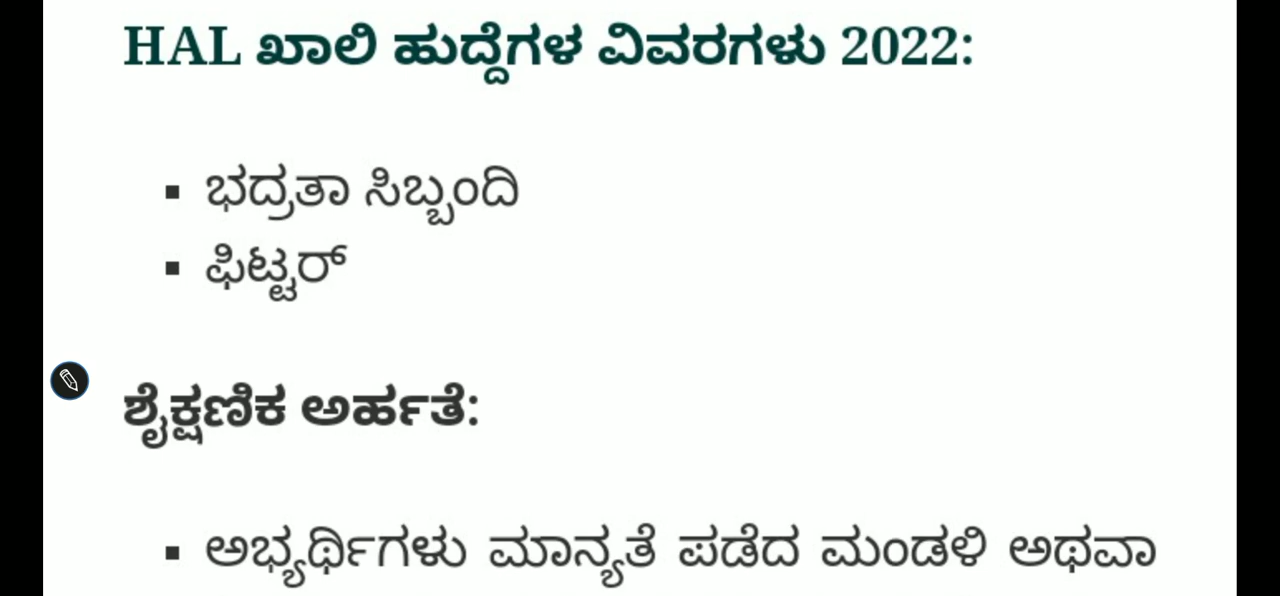 HAL ಖಾಲಿ ಹುದ್ದೆಗಳ ವಿವರಗಳು 2022:
▪ ಭದ್ರತಾ ಸಿಬ್ಬಂದಿ
▪ ಫಿಟ್ಟರ್
ಶೈಕ್ಷಣಿಕ ಅರ್ಹತೆ:
▪ ಅಭ್ಯರ್ಥಿಗಳು ಮಾನ್ಯತೆ ಪಡೆದ ಮಂಡಳಿ ಅಥವಾ